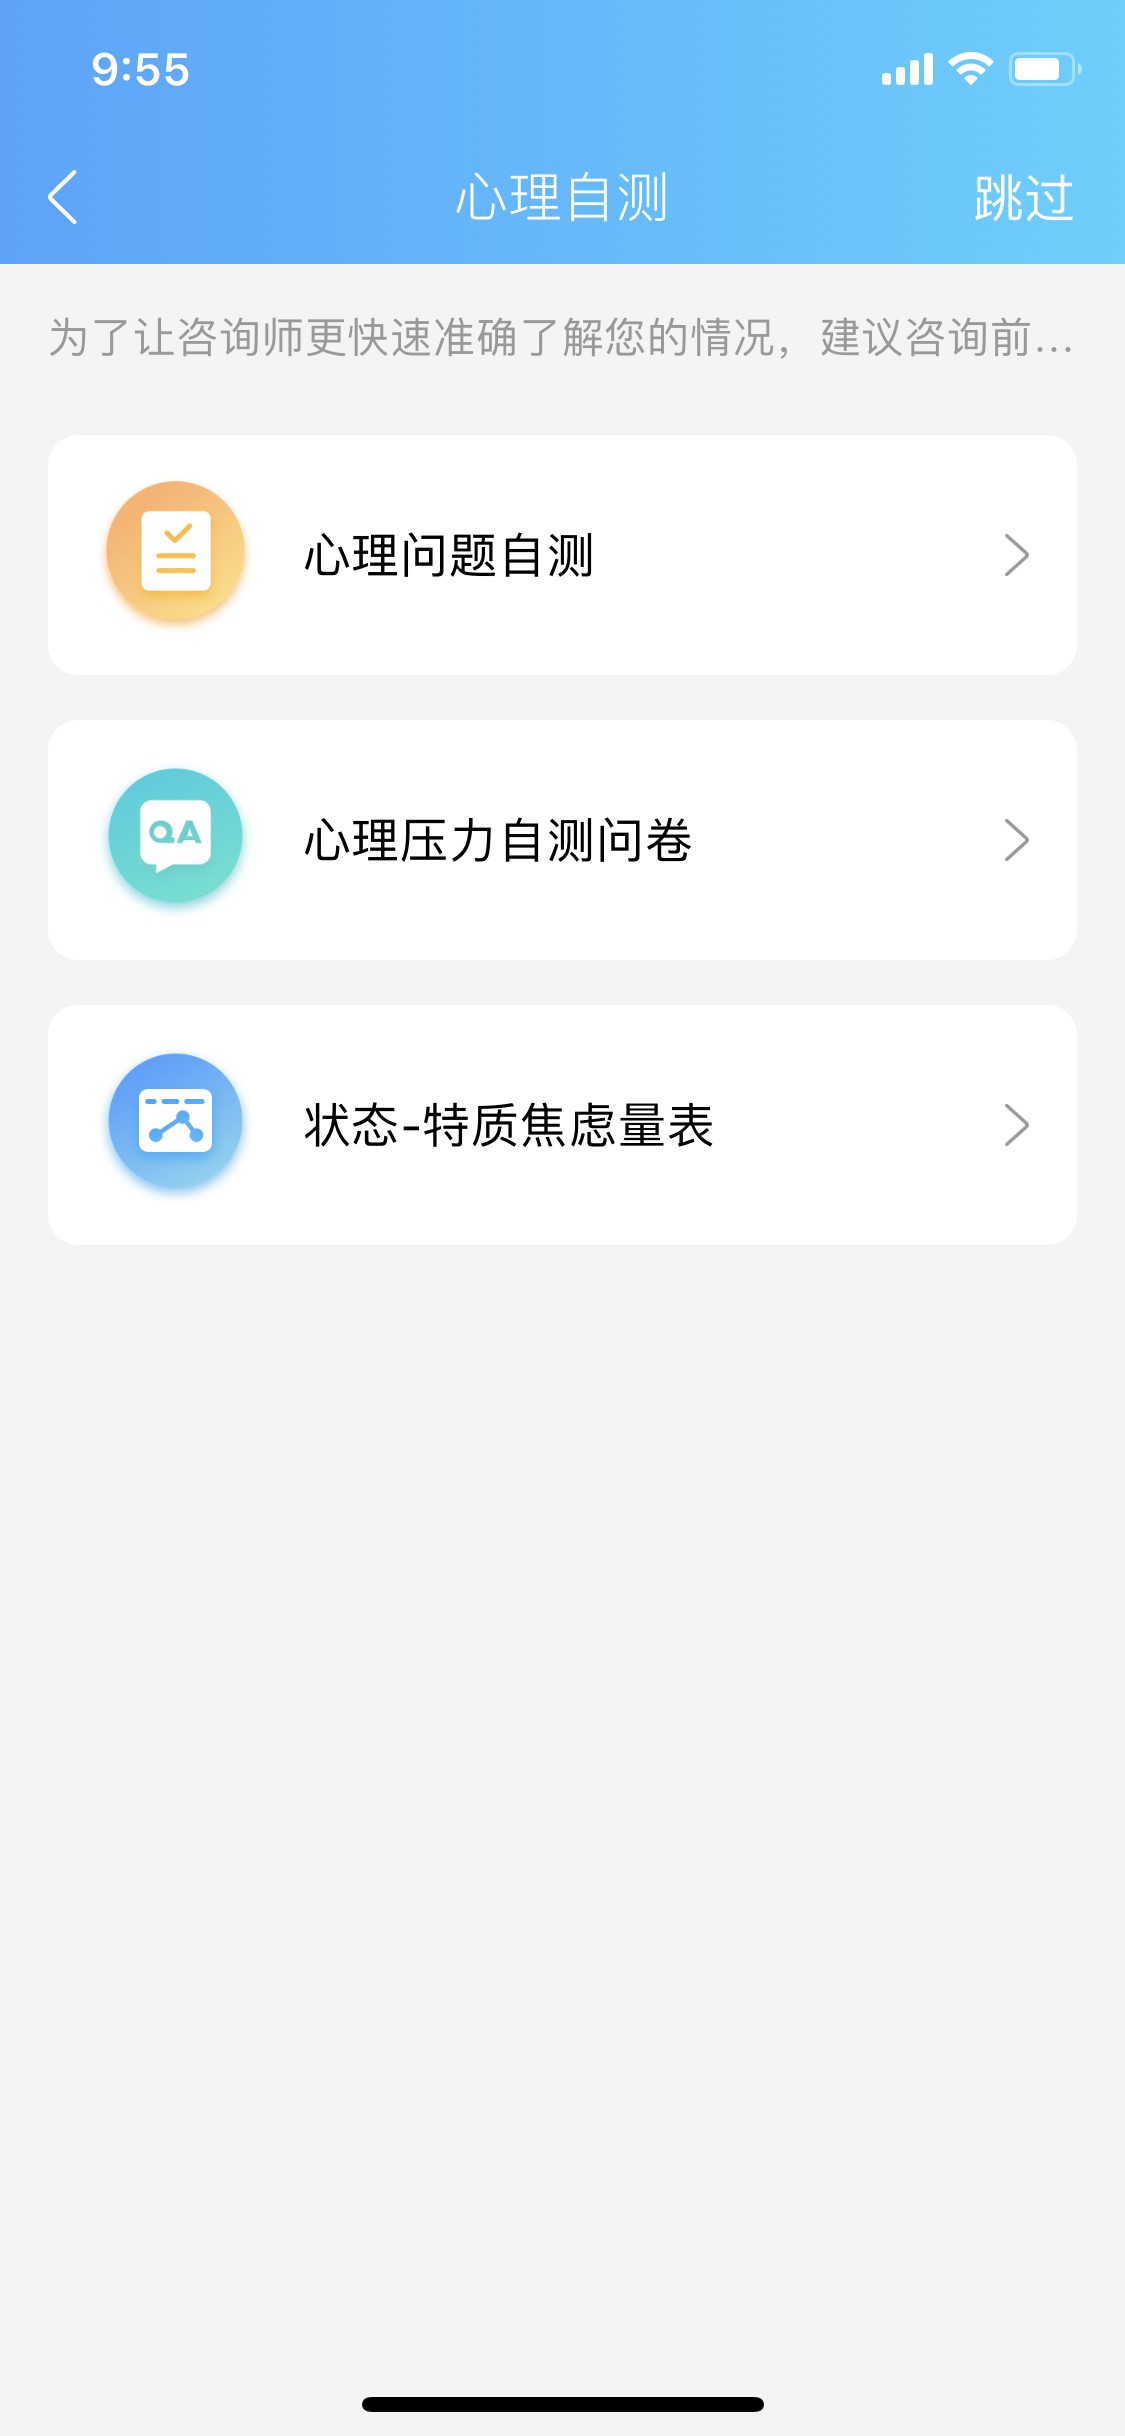 9:55
心理自测
跳过
为了让咨询师更快速准确了解您的情况，建议咨询前...
心理问题自测
QA
心理压力自测问卷
状态-特质焦虑量表